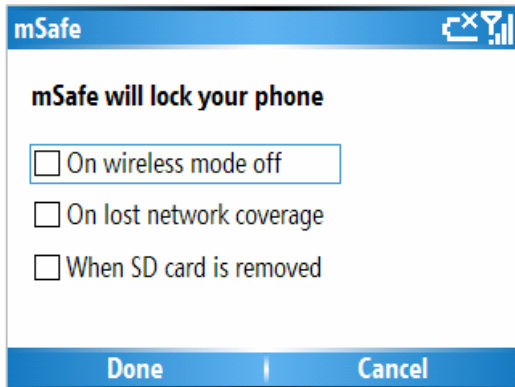 mSafe
mSafe will lock your phone
On wireless mode off
On lost network coverage
When SD card is removed
Done
Cancel